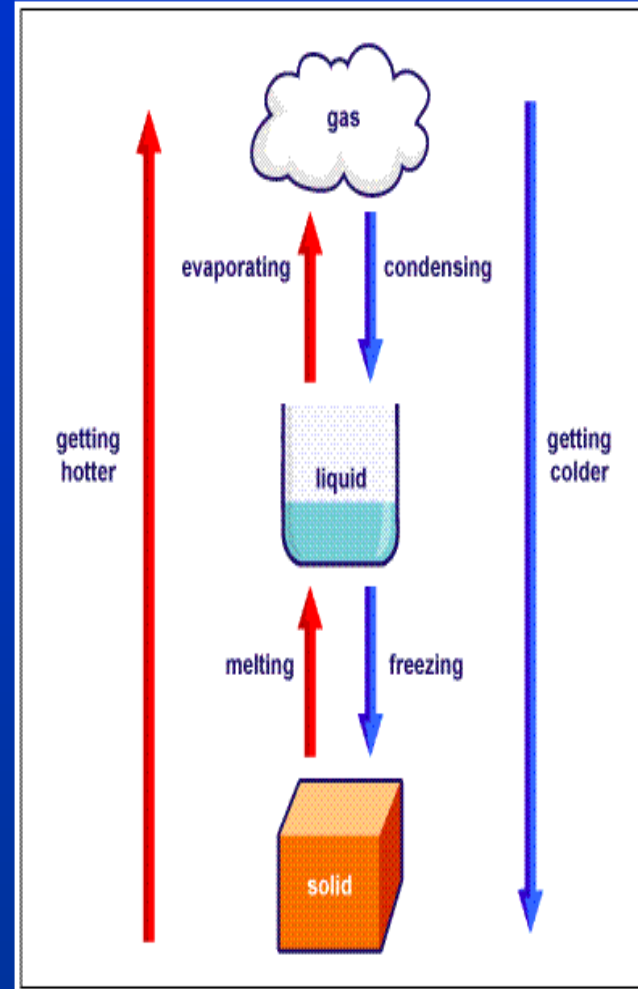 gas
evaporating
condensing
getting
hotter
liquid
getting
colder
melting
freezing
solid